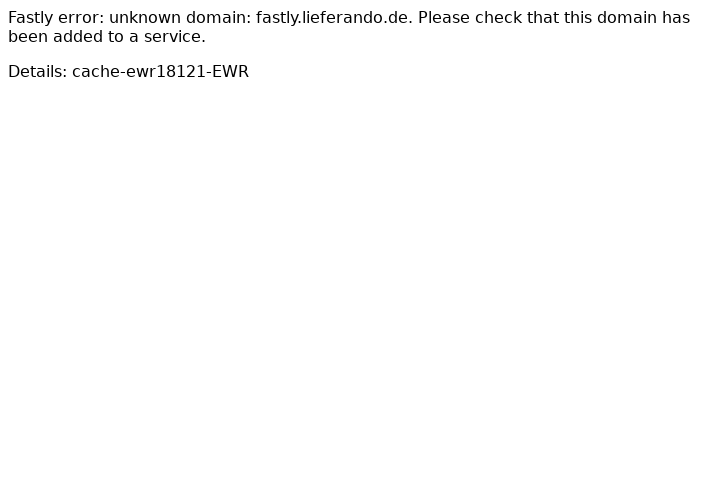 Fastly error: unknown domain: fastly.lieferando.de. Please check that this domain has
been added to a service.
Details: cache-ewr18121-EWR